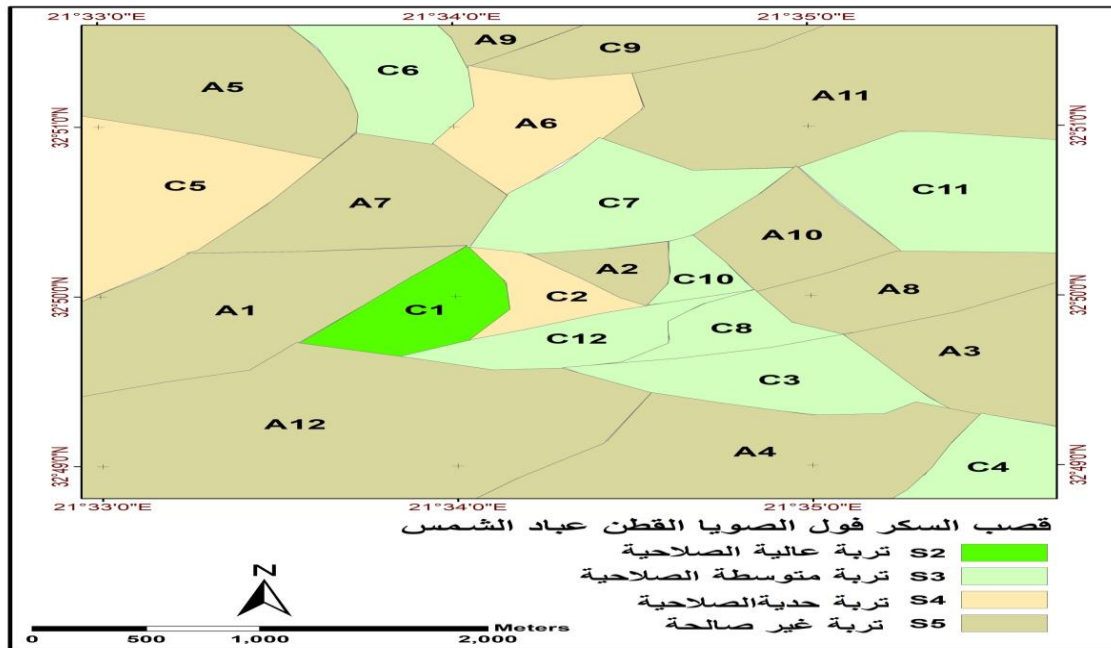 21°33'0"E 21°34'0"E 21°35'0"E
A9
C9
C6
A5
A11
32°51'0"N 32°51'0"N
A6
C5
C11
A7
C7
A10
A2
C10
A8
32°50'0"N 32°50'0"N
C2
A1
C1
C8
C12
A3
C3
A12
A4
C4
32°49'0"N 32°49'0"N
21°33'0"E 21°34'0"E 21°35'0"E
قصب السكر فول الصويا القطن عباد الشمس
S2 تربة عالية الصلاحية
S3 تربة متوسطة الصلاحية
S4 تربة حديةالصلاحية
S5 تربة غير صالحة
N
Meters
0 500 1,000 2,000